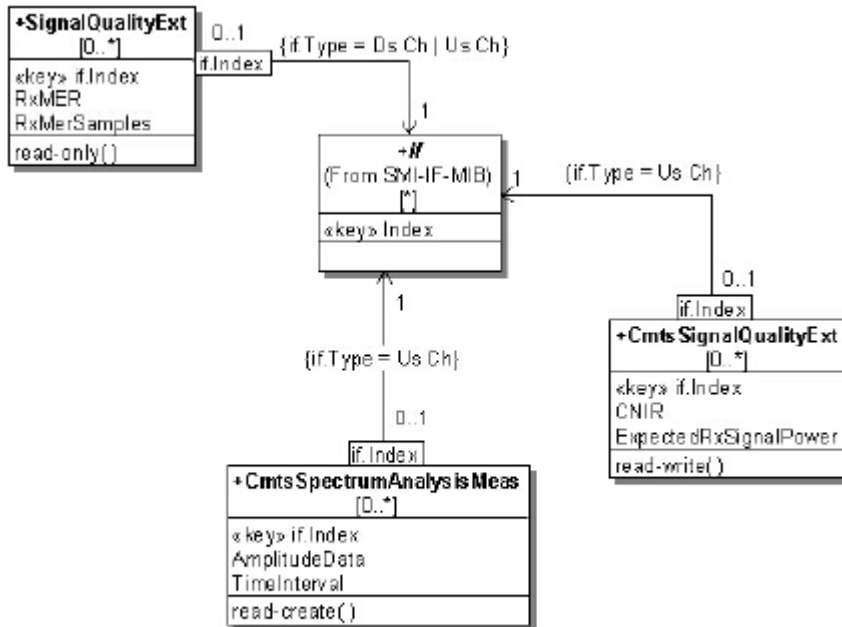 +SignalQualityExt
[0..*]
«key» if.Index
RxMER
RxMerSamples
read-only()
0..1
if.Index
{if.Type = Ds Ch | Us Ch}
1
+If
(From SMI-IF-MIB)
[*]
«key» Index
1
{if.Type = Us Ch}
0..1
if.Index
+CmtsSignalQualityExt
[0..*]
«key» if.Index
CNIR
ExpectedRxSignalPower
read-write()
1
{if.Type = Us Ch}
0..1
if.Index
+CmtsSpectrumAnalysisMeas
[0..*]
«key» if.Index
AmplitudeData
TimeInterval
read-create()